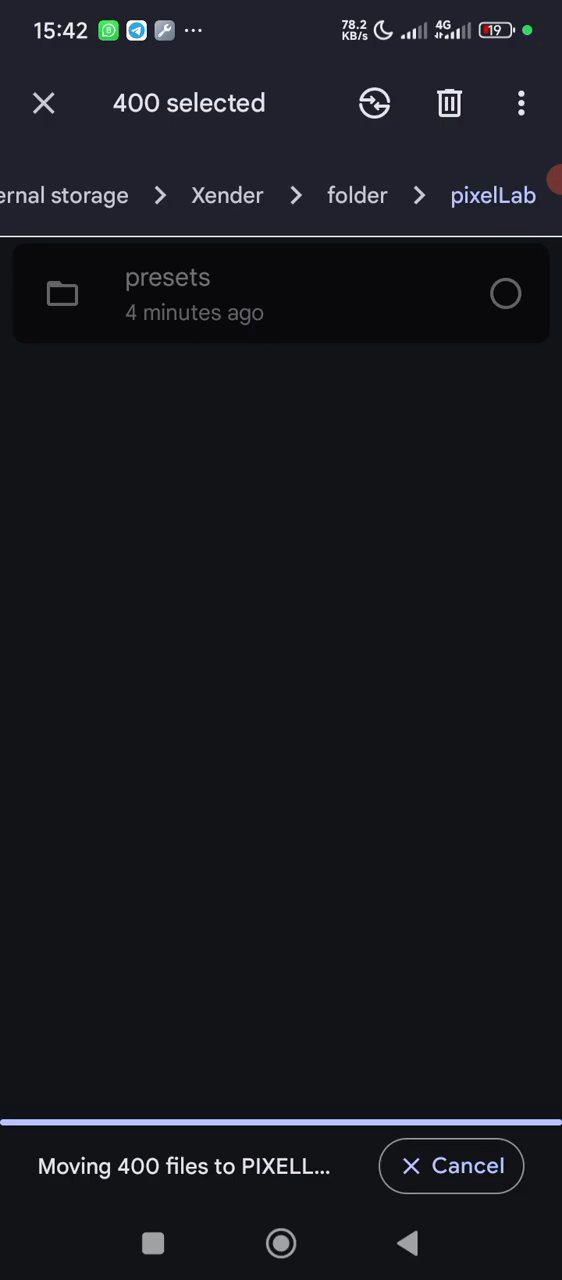 15:42 ... 78.2 KB/s 4G 19
400 selected
ernal storage > Xender > folder > pixelLab
presets
4 minutes ago
Moving 400 files to PIXELL... Cancel